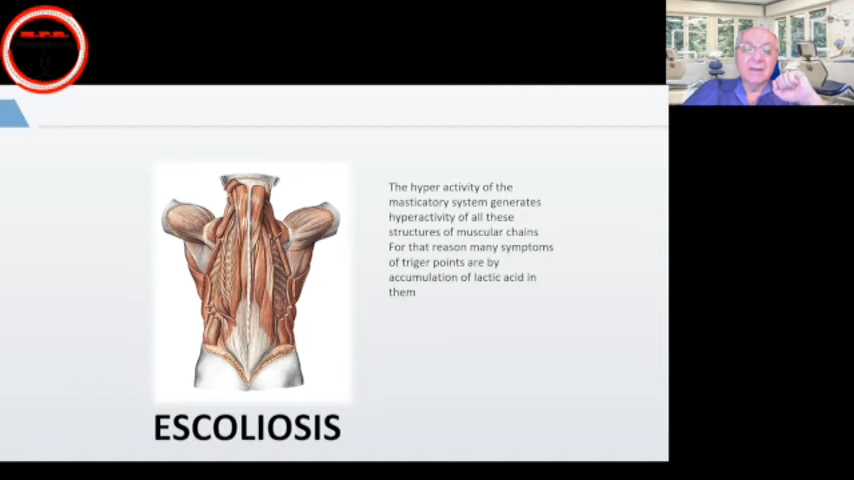 The hyper activity of the
masticatory system generates
hyperactivity of all these
structures of muscular chains
For that reason many symptoms
of triger points are by
accumulation of lactic acid in
them
ESCOLIOSIS